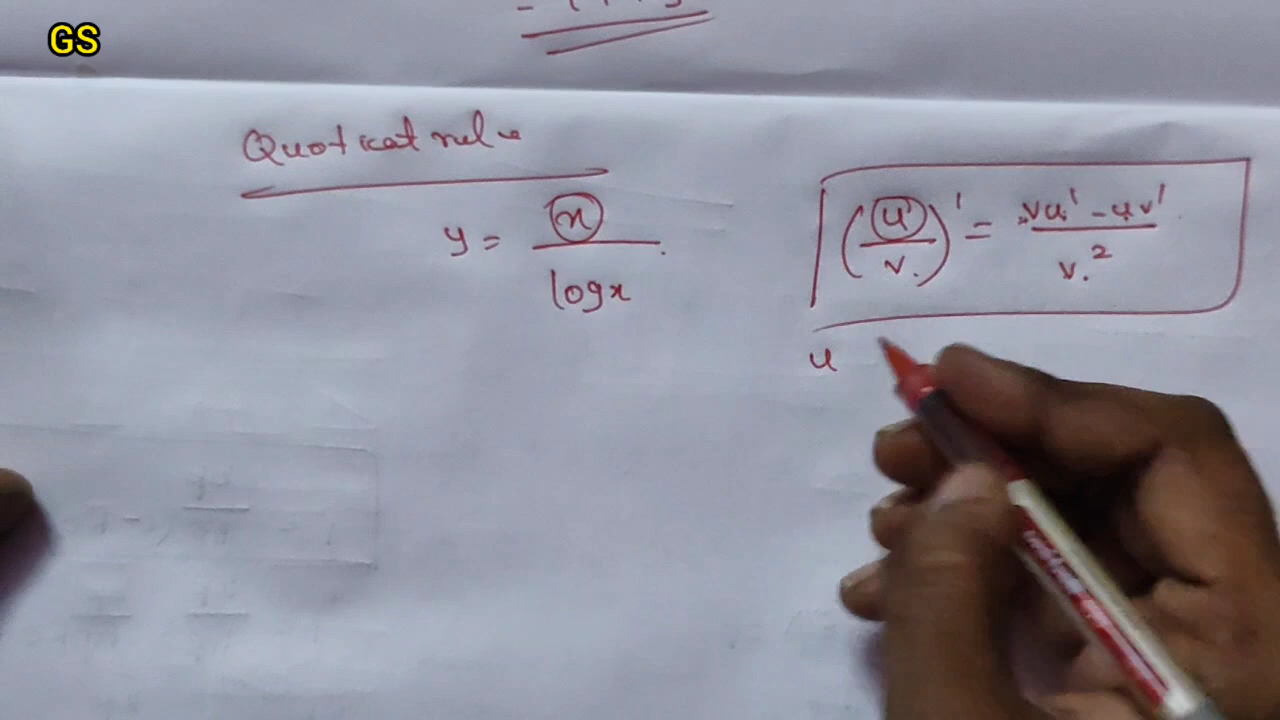 GS
Quotient rule
y = x / log x
(u / v)' = vu' - uv' / v²
u